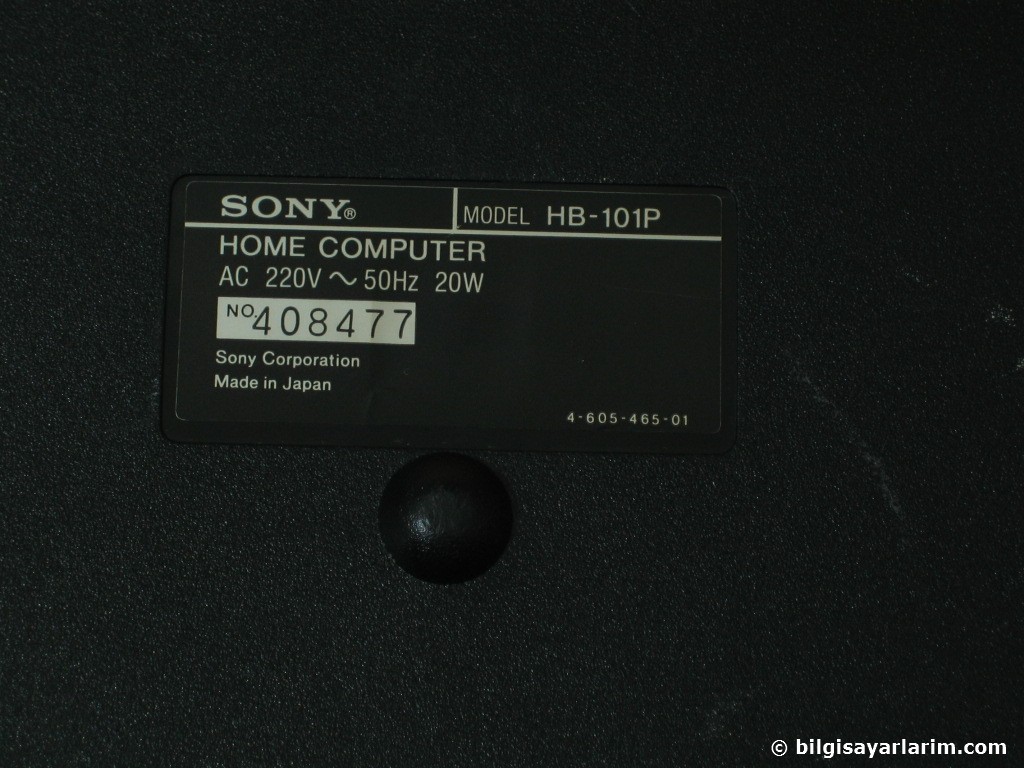 SONY® MODEL HB-101P
HOME COMPUTER
AC 220V ~ 50Hz 20W
NO. 408477
Sony Corporation
Made in Japan
4-605-465-01
© bilgisayarlarim.com